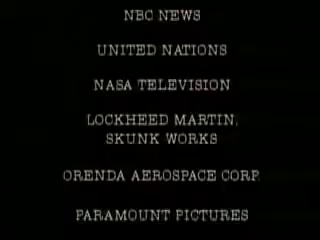 NBC NEWS
UNITED NATIONS
NASA TELEVISION
LOCKHEED MARTIN,
SKUNK WORKS
ORENDA AEROSPACE CORP.
PARAMOUNT PICTURES